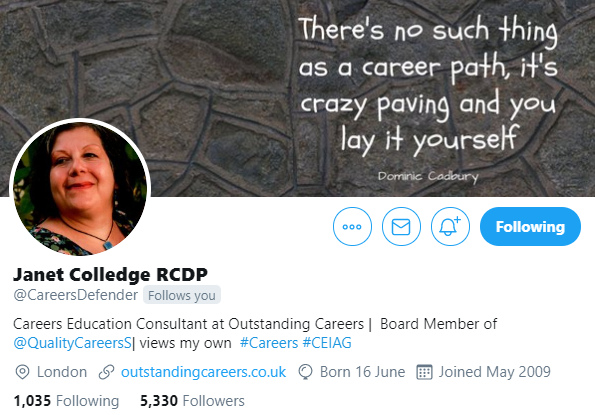 There's no such thing
as a career path, it's
crazy paving and you
lay it yourself
Dominic Cadbury
Following
Janet Colledge RCDP
@CareersDefender Follows you
Careers Education Consultant at Outstanding Careers | Board Member of
@QualityCareersS| views my own #Careers #CEIAG
London outstandingcareers.co.uk Born 16 June Joined May 2009
1,035 Following 5,330 Followers